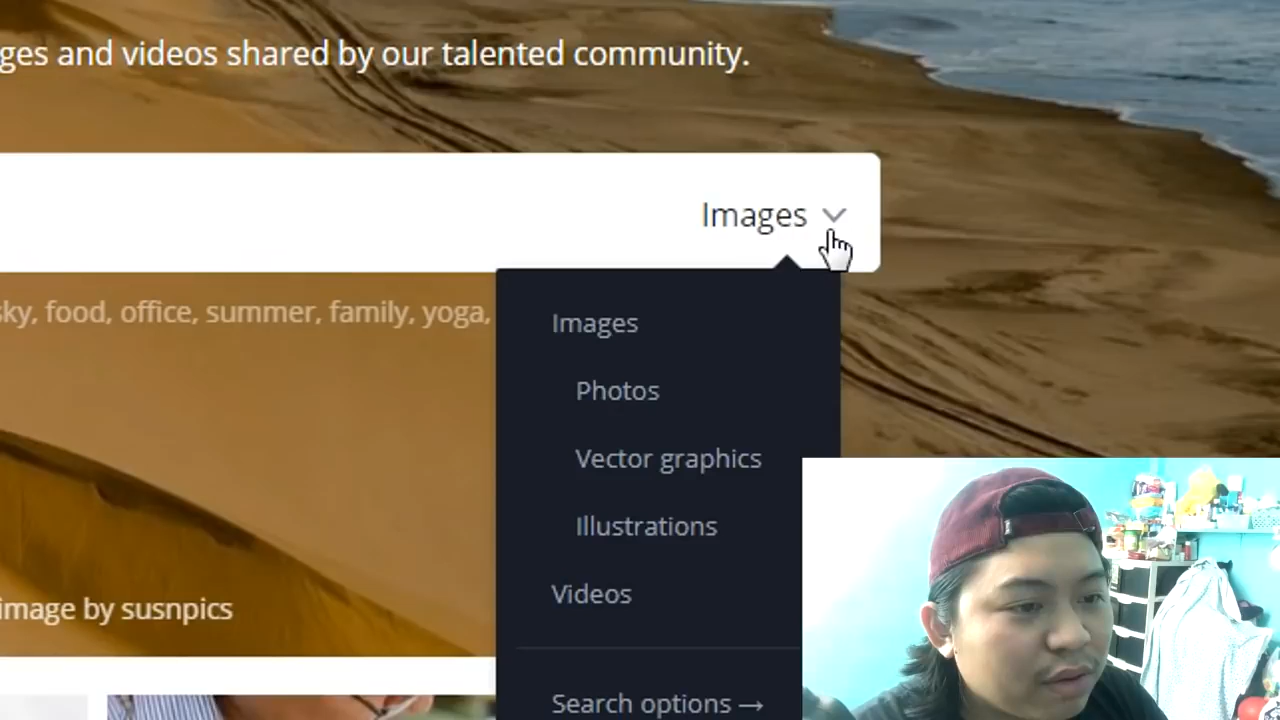 ges and videos shared by our talented community.
Images
sky, food, office, summer, family, yoga,
Images
Photos
Vector graphics
Illustrations
Videos
image by susnpics
Search options →